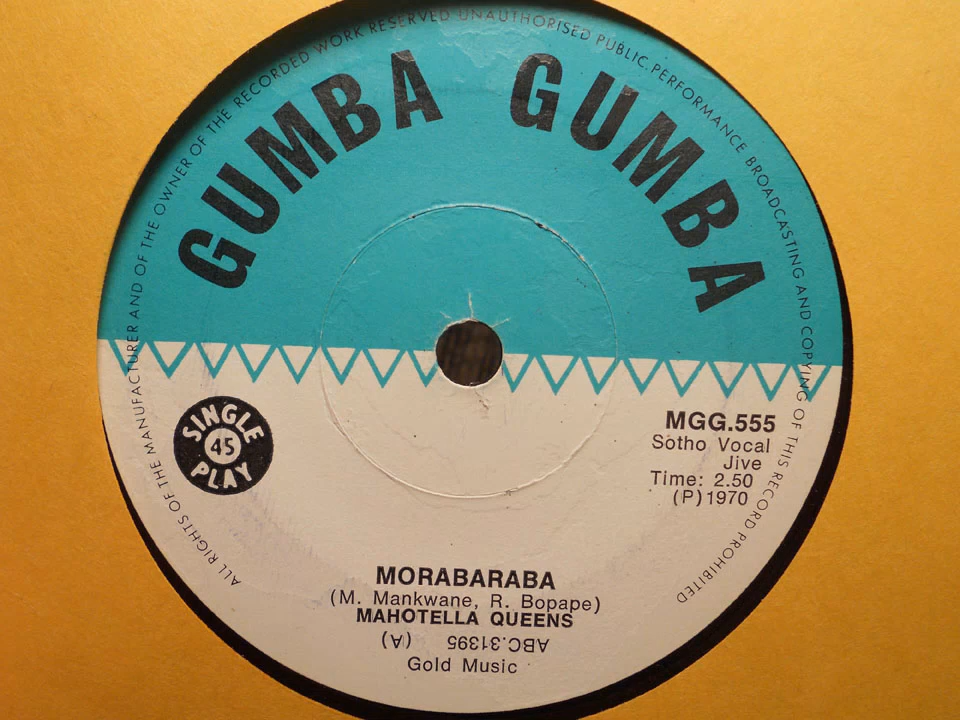 ALL RIGHTS OF THE MANUFACTURER AND OF THE OWNER OF THE RECORDED WORK RESERVED UNAUTHORISED PUBLIC PERFORMANCE BROADCASTING AND COPYING OF THIS RECORD PROHIBITED
GUMBA GUMBA
SINGLE
45
PLAY
MGG.555
Sotho Vocal
Jive
Time: 2.50
(P)1970
MORABARABA
(M. Mankwane, R. Bopape)
MAHOTELLA QUEENS
ABC.31395 (A)
Gold Music